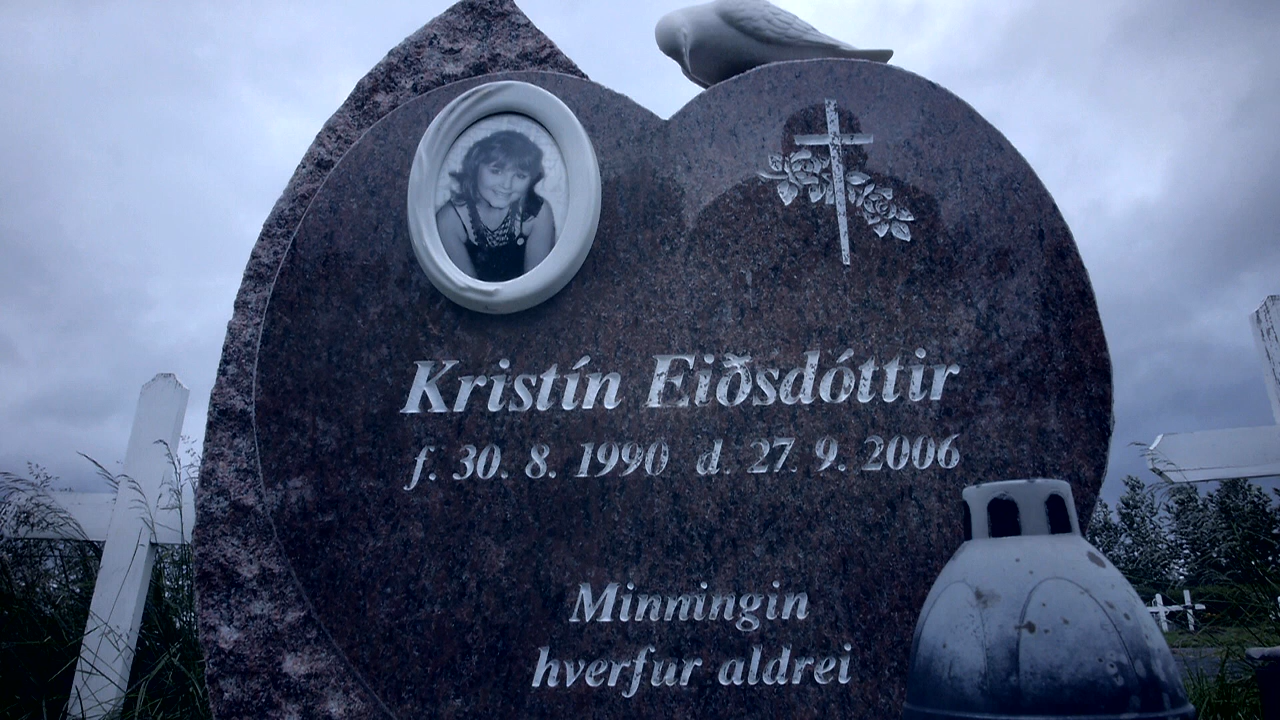 Kristín Eiðsdóttir
f. 30. 8. 1990 d. 27. 9. 2006
Minningin
hverfur aldrei